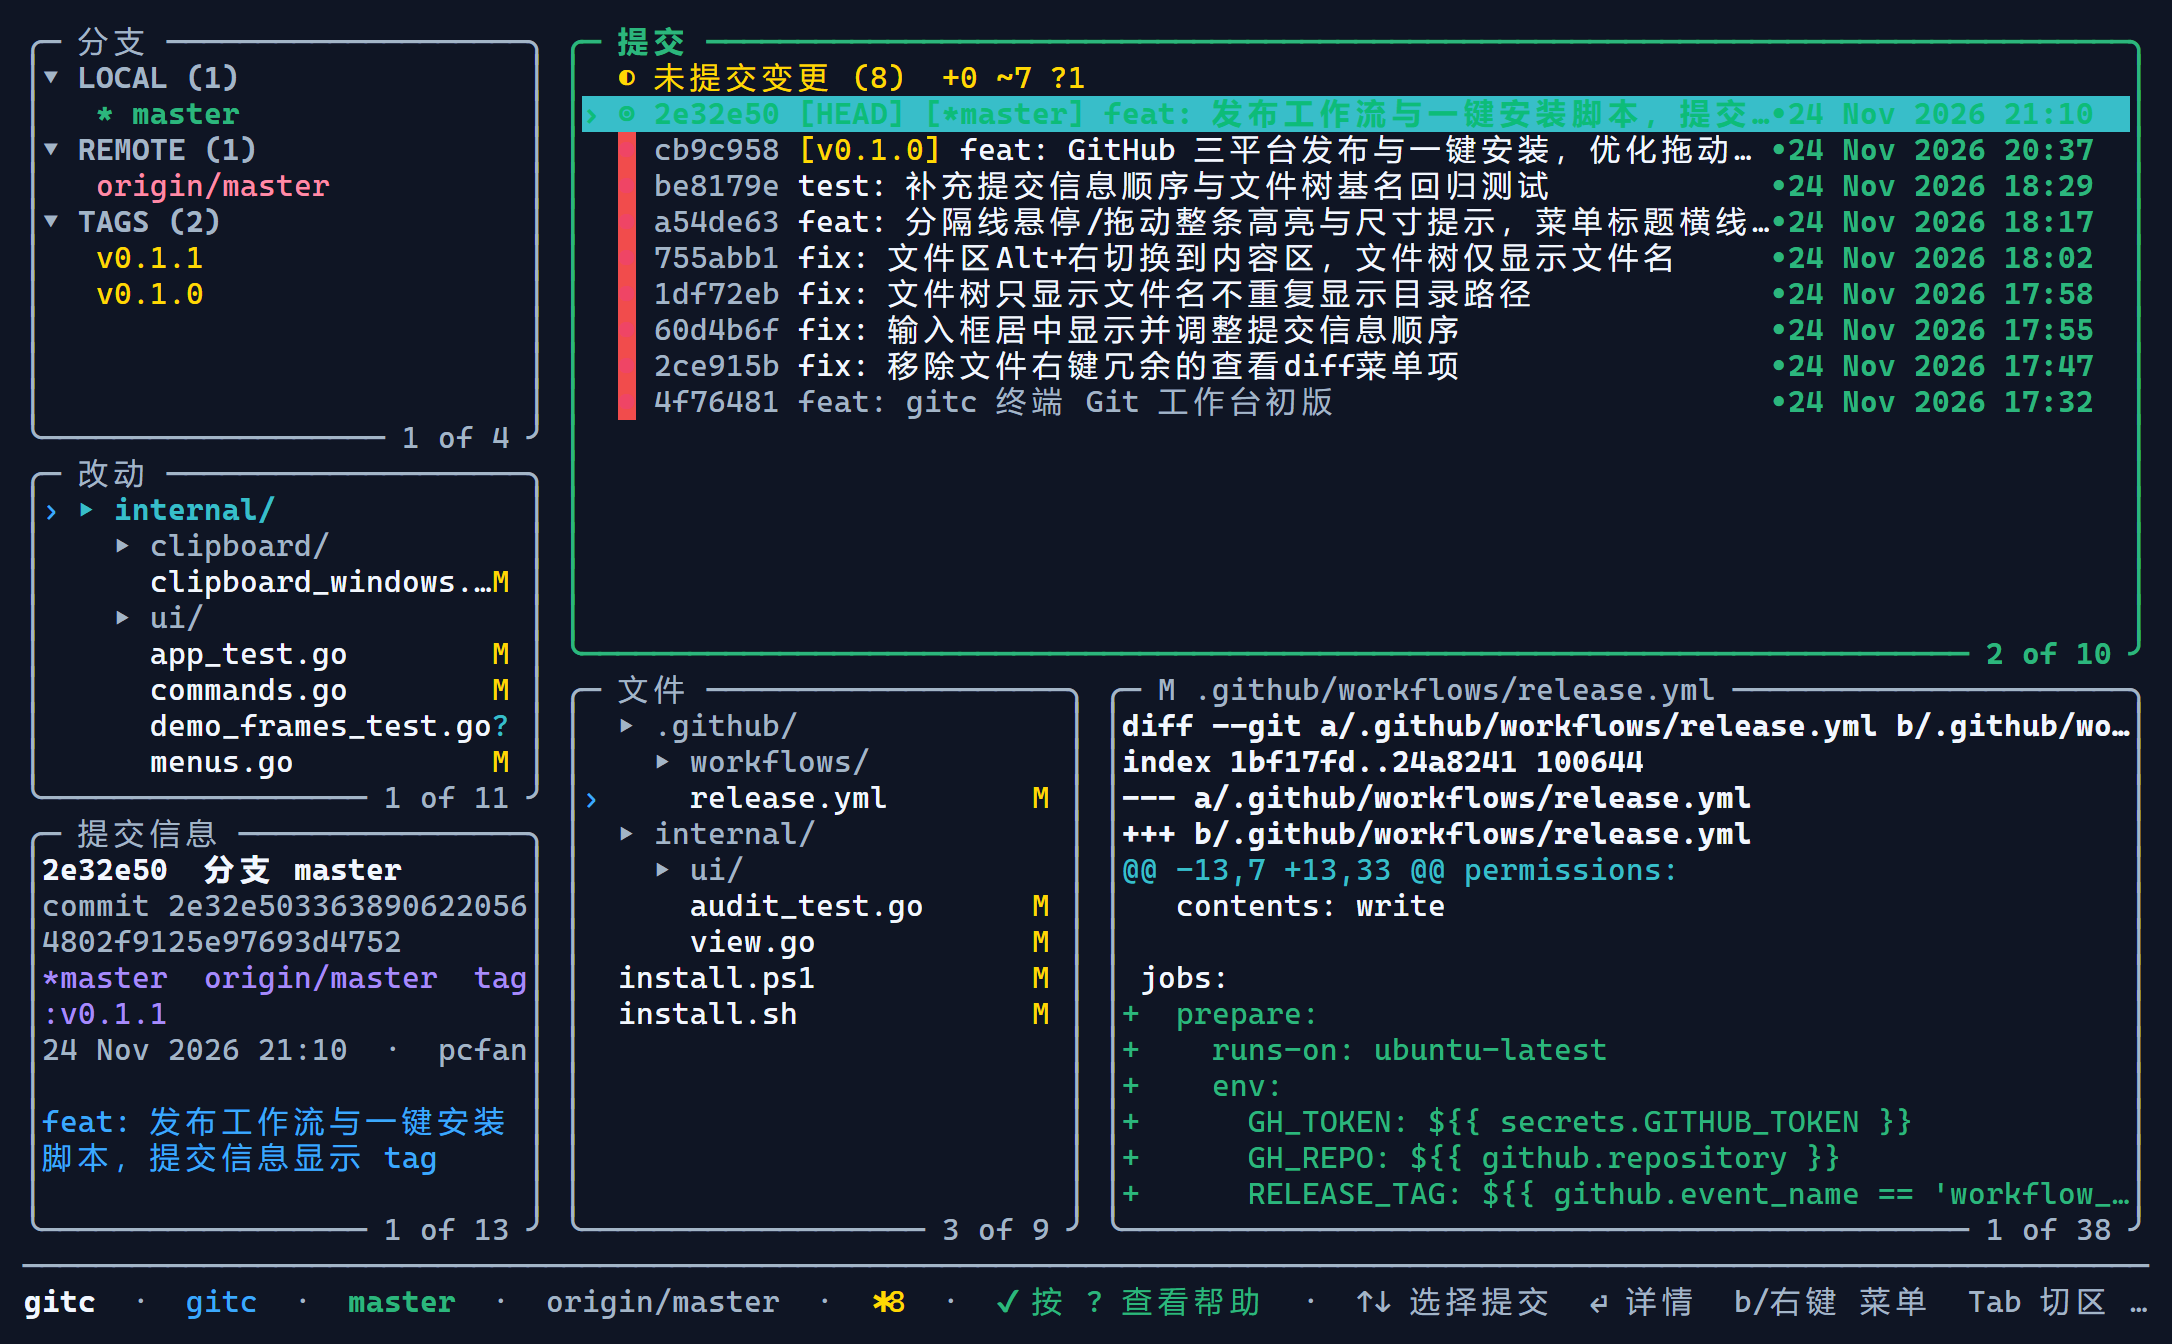 分支
▼ LOCAL (1)
* master
▼ REMOTE (1)
origin/master
▼ TAGS (2)
v0.1.1
v0.1.0
1 of 4
改动
› ▶ internal/
▶ clipboard/
clipboard_windows.…M
▶ ui/
app_test.go M
commands.go M
demo_frames_test.go?
menus.go M
1 of 11
提交信息
2e32e50 分支 master
commit 2e32e503363890622056
4802f9125e97693d4752
*master origin/master tag
:v0.1.1
24 Nov 2026 21:10 · pcfan
feat: 发布工作流与一键安装
脚本, 提交信息显示 tag
1 of 13
提交
◐ 未提交变更 (8) +0 ~7 ?1
› ⊙ 2e32e50 [HEAD] [*master] feat: 发布工作流与一键安装脚本, 提交…•24 Nov 2026 21:10
cb9c958 [v0.1.0] feat: GitHub 三平台发布与一键安装, 优化拖动… •24 Nov 2026 20:37
be8179e test: 补充提交信息顺序与文件树基名回归测试 •24 Nov 2026 18:29
a54de63 feat: 分隔线悬停/拖动整条高亮与尺寸提示, 菜单标题横线…•24 Nov 2026 18:17
755abb1 fix: 文件区Alt+右切换到内容区, 文件树仅显示文件名 •24 Nov 2026 18:02
1df72eb fix: 文件树只显示文件名不重复显示目录路径 •24 Nov 2026 17:58
60d4b6f fix: 输入框居中显示并调整提交信息顺序 •24 Nov 2026 17:55
2ce915b fix: 移除文件右键冗余的查看diff菜单项 •24 Nov 2026 17:47
4f76481 feat: gitc 终端 Git 工作台初版 •24 Nov 2026 17:32
2 of 10
文件
▶ .github/
▶ workflows/
› release.yml M
▶ internal/
▶ ui/
audit_test.go M
view.go M
install.ps1 M
install.sh M
3 of 9
M .github/workflows/release.yml
diff --git a/.github/workflows/release.yml b/.github/wo…
index 1bf17fd..24a8241 100644
--- a/.github/workflows/release.yml
+++ b/.github/workflows/release.yml
@@ -13,7 +13,33 @@ permissions:
contents: write
jobs:
+ prepare:
+ runs-on: ubuntu-latest
+ env:
+ GH_TOKEN: ${{ secrets.GITHUB_TOKEN }}
+ GH_REPO: ${{ github.repository }}
+ RELEASE_TAG: ${{ github.event_name == 'workflow_…
1 of 38
gitc · gitc · master · origin/master · *8 · ✓按 ? 查看帮助 · ↑↓ 选择提交 ↵ 详情 b/右键 菜单 Tab 切区 …